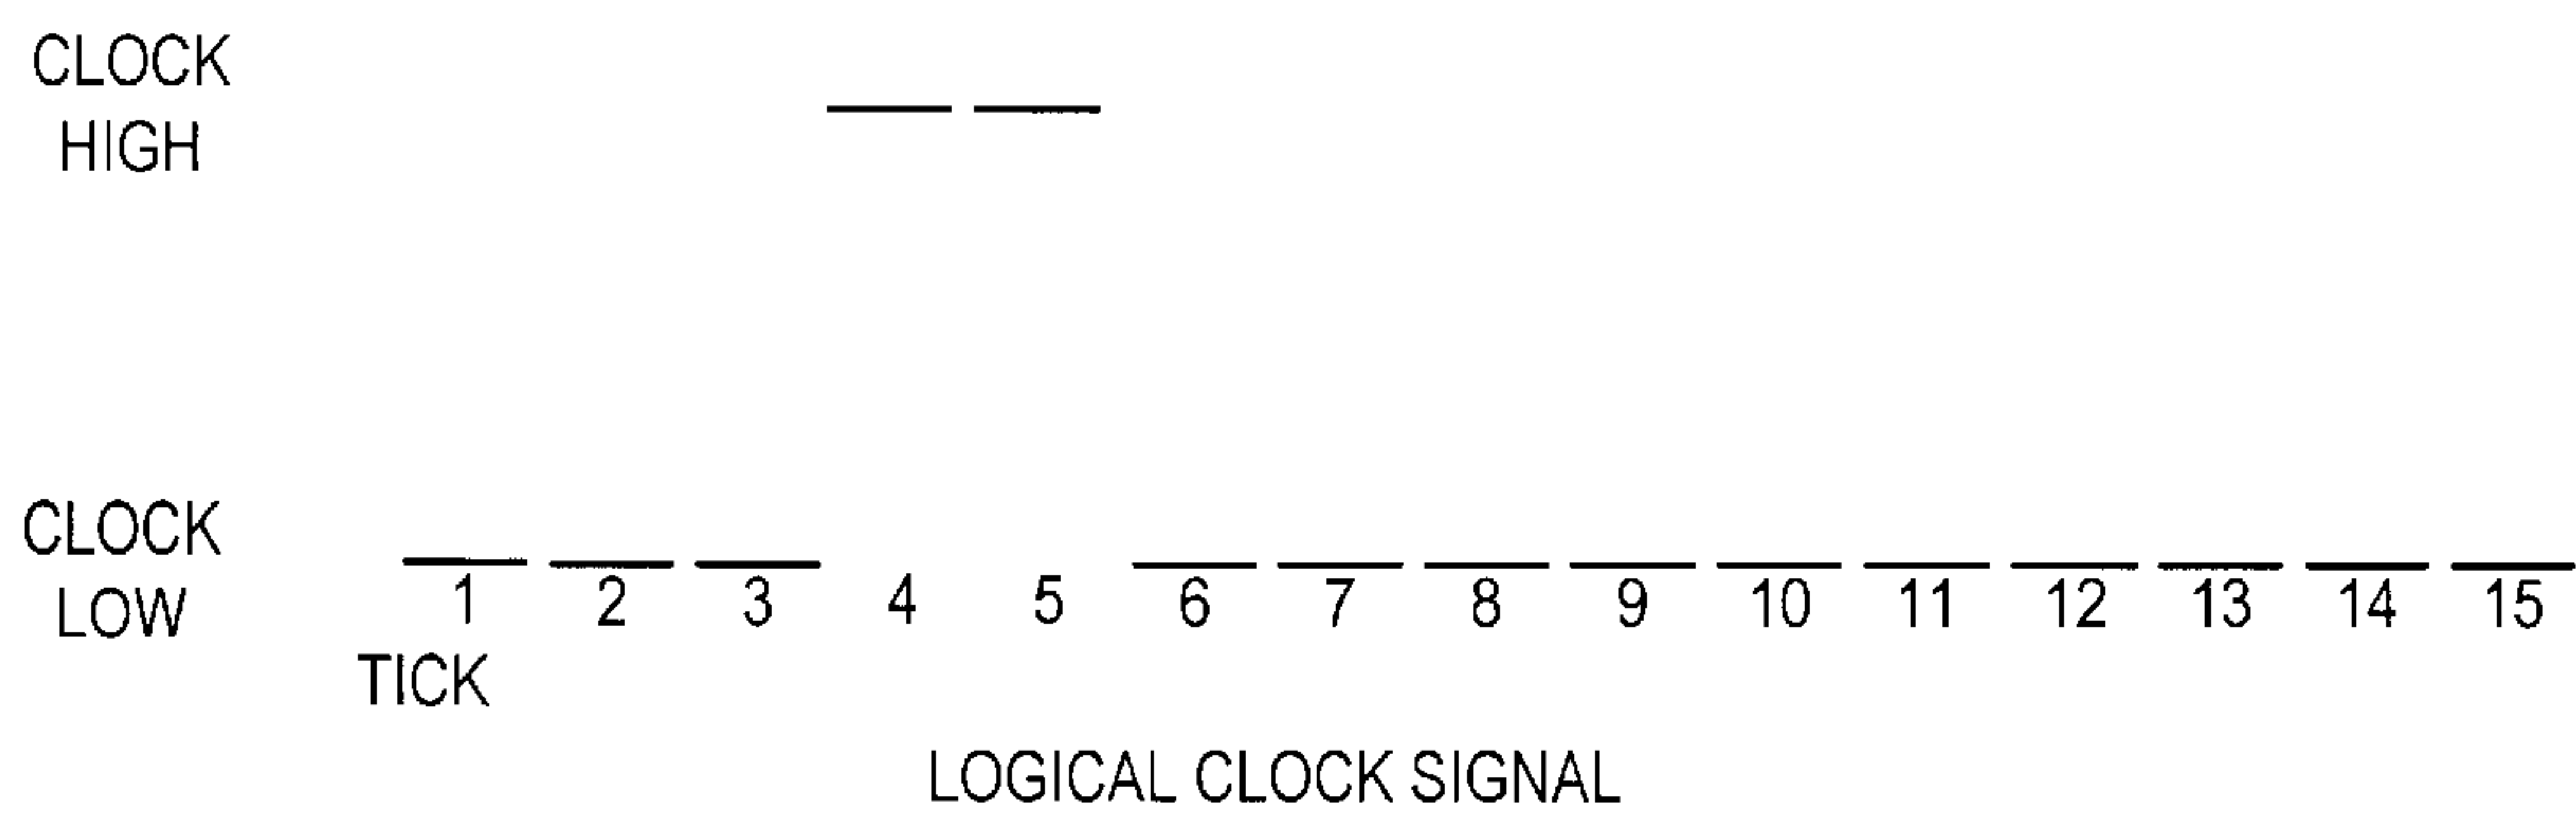 CLOCK
HIGH
CLOCK
LOW
1 2 3 4 5 6 7 8 9 10 11 12 13 14 15
TICK
LOGICAL CLOCK SIGNAL